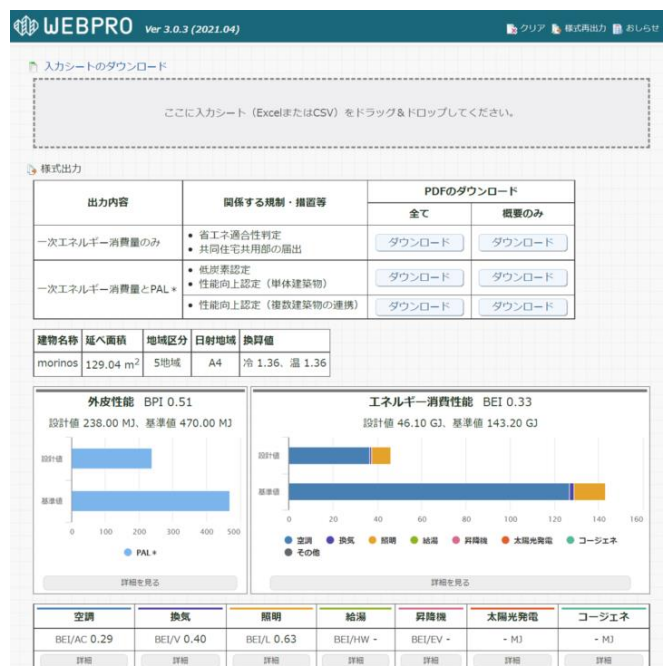 WEBPRO Ver 3.0.3 (2021.04)
クリア 様式再出力 おしらせ
入力シートのダウンロード
ここに入力シート（ExcelまたはCSV）をドラッグ＆ドロップしてください。
様式出力
出力内容 関係する規制・措置等 PDFのダウンロード
全て 概要のみ
一次エネルギー消費量のみ
• 省エネ適合性判定
• 共同住宅共用部の届出
ダウンロード ダウンロード
一次エネルギー消費量とPAL＊
• 低炭素認定
• 性能向上認定（単体建築物）
ダウンロード ダウンロード
• 性能向上認定（複数建築物の連携）
ダウンロード ダウンロード
建物名称 延べ面積 地域区分 日射地域 換算値
morinos 129.04 m² 5地域 A4 冷 1.36、温 1.36
外皮性能 BPI 0.51
設計値 238.00 MJ、基準値 470.00 MJ
設計値
基準値
0 100 200 300 400 500
PAL＊
詳細を見る
エネルギー消費性能 BEI 0.33
設計値 46.10 GJ、基準値 143.20 GJ
設計値
基準値
0 20 40 60 80 100 120 140 160
空調 換気 照明 給湯 昇降機 太陽光発電 コージェネ
その他
詳細を見る
空調 換気 照明 給湯 昇降機 太陽光発電 コージェネ
BEI/AC 0.29 BEI/V 0.40 BEI/L 0.63 BEI/HW - BEI/EV - - MJ - MJ
詳細 詳細 詳細 詳細 詳細 詳細 詳細